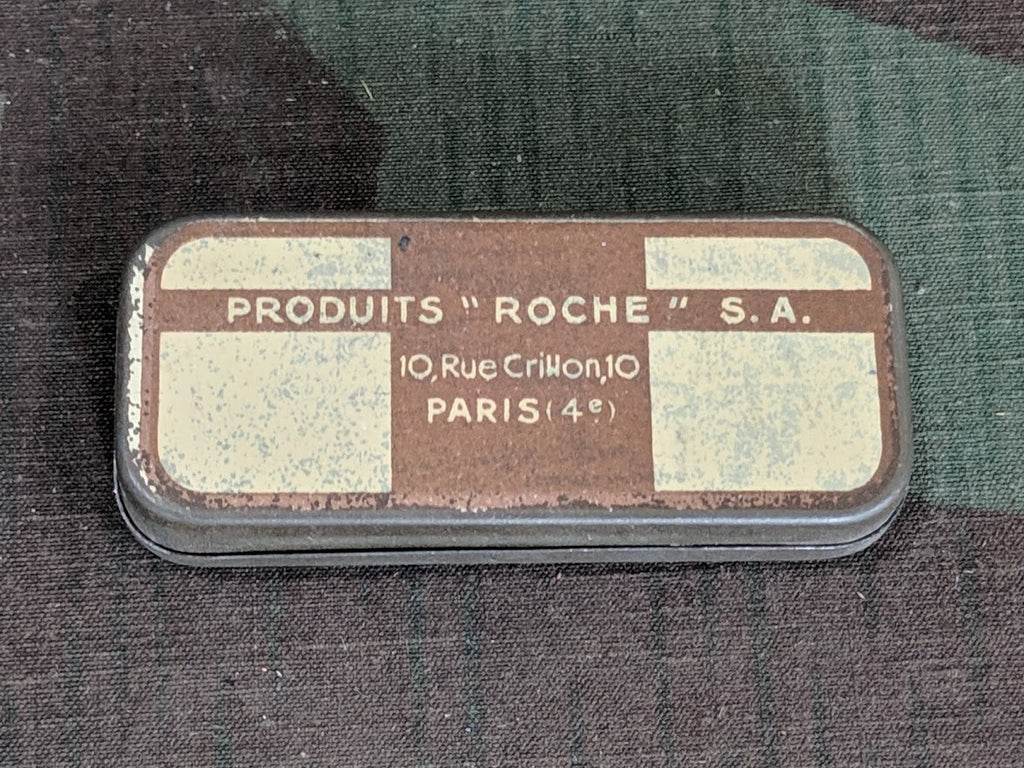 PRODUITS "ROCHE" S.A.
10, Rue Crillon, 10
PARIS (4e)